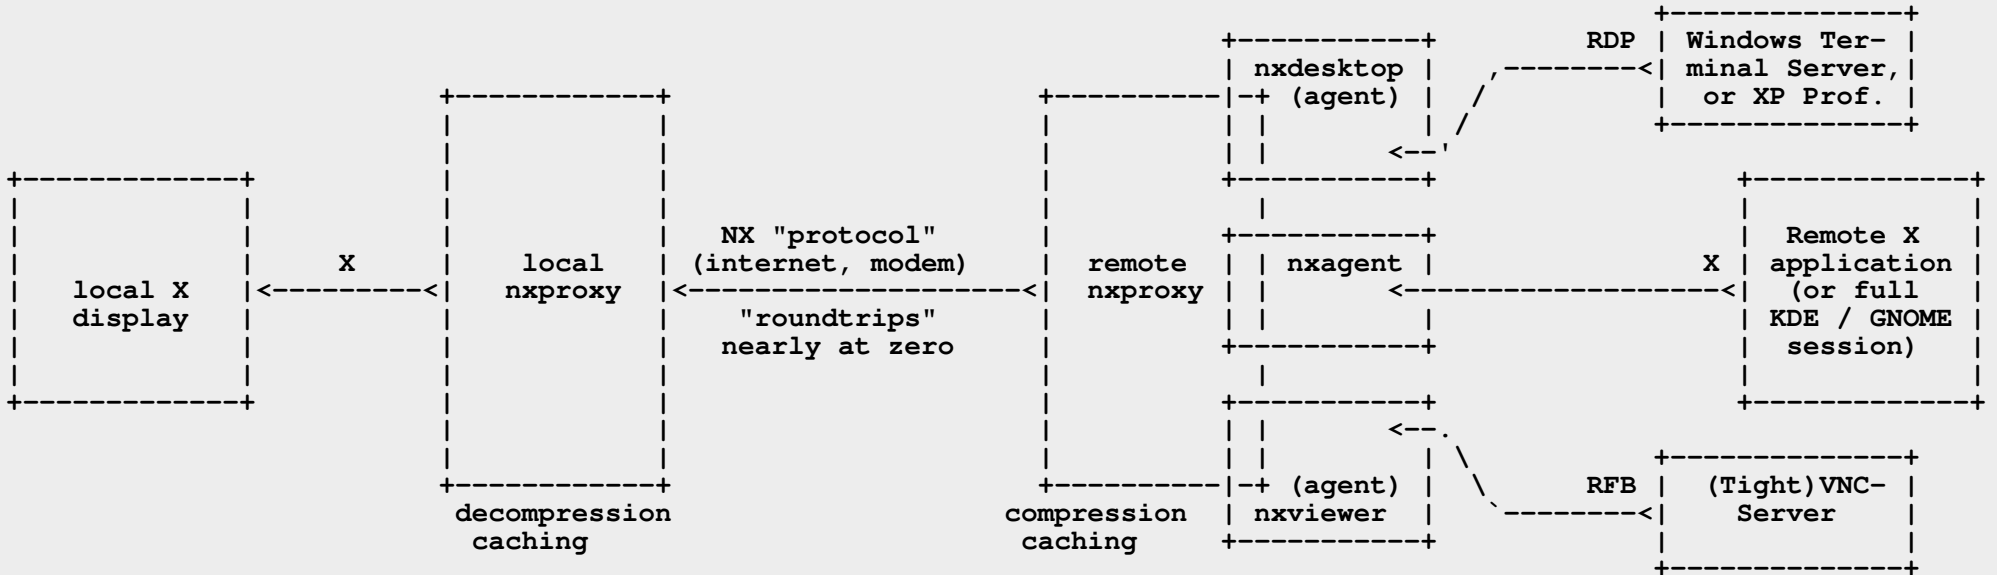 RDP
Windows Ter-
minal Server,
or XP Prof.
nxdesktop
(agent)
local X
display
X
local
nxproxy
decompression
caching
NX "protocol"
(internet, modem)
"roundtrips"
nearly at zero
remote
nxproxy
compression
caching
nxagent
X
Remote X
application
(or full
KDE / GNOME
session)
(agent)
nxviewer
RFB
(Tight)VNC-
Server